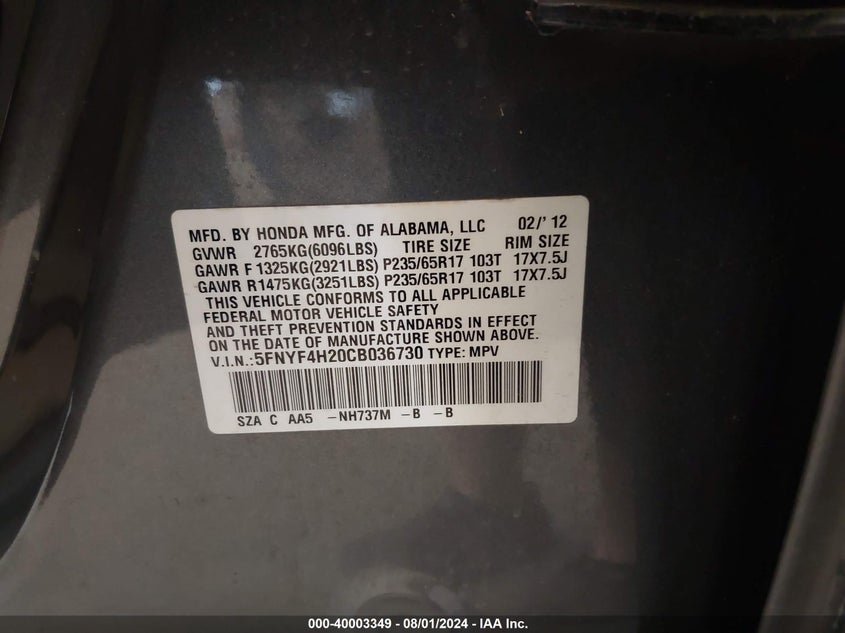 MFD. BY HONDA MFG. OF ALABAMA, LLC 02/' 12
GVWR 2765KG(6096LBS) TIRE SIZE RIM SIZE
GAWR F 1325KG(2921LBS) P235/65R17 103T 17X7.5J
GAWR R1475KG(3251LBS) P235/65R17 103T 17X7.5J
THIS VEHICLE CONFORMS TO ALL APPLICABLE
FEDERAL MOTOR VEHICLE SAFETY
AND THEFT PREVENTION STANDARDS IN EFFECT
ON THE DATE OF MANUFACTURE SHOWN ABOVE.
V.I.N.:5FNYF4H20CB036730 TYPE: MPV
SZA C AA5 -NH737M -B -B
000-40003349 - 08/01/2024 - IAA Inc.